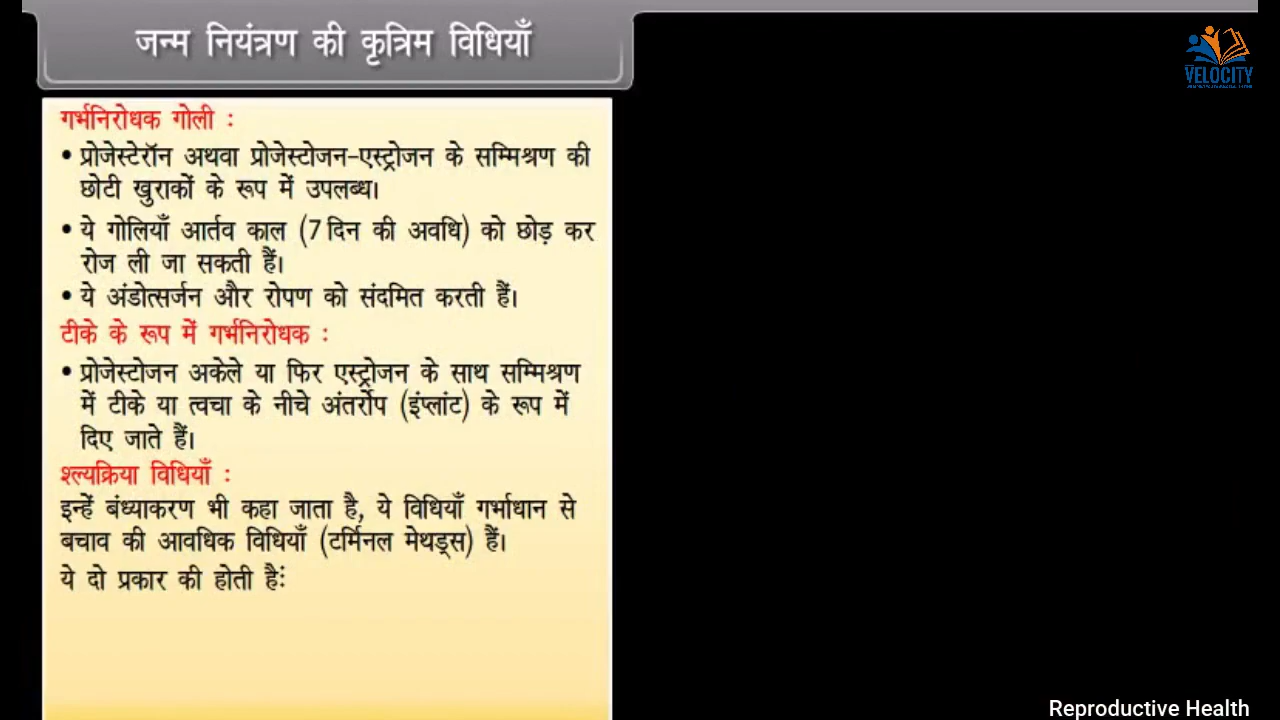 जन्म नियंत्रण की कृत्रिम विधियाँ
VELOCITY
गर्भनिरोधक गोली :
• प्रोजेस्टेरॉन अथवा प्रोजेस्टोजन-एस्ट्रोजन के सम्मिश्रण की
छोटी खुराकों के रूप में उपलब्ध।
• ये गोलियाँ आर्तव काल (7 दिन की अवधि) को छोड़ कर
रोज ली जा सकती हैं।
• ये अंडोत्सर्जन और रोपण को संदमित करती हैं।
टीके के रूप में गर्भनिरोधक :
• प्रोजेस्टोजन अकेले या फिर एस्ट्रोजन के साथ सम्मिश्रण
में टीके या त्वचा के नीचे अंतर्रोप (इंप्लांट) के रूप में
दिए जाते हैं।
श्ल्यक्रिया विधियाँ :
इन्हें बंध्याकरण भी कहा जाता है, ये विधियाँ गर्भाधान से
बचाव की आवधिक विधियाँ (टर्मिनल मेथड्स) हैं।
ये दो प्रकार की होती हैं:
Reproductive Health